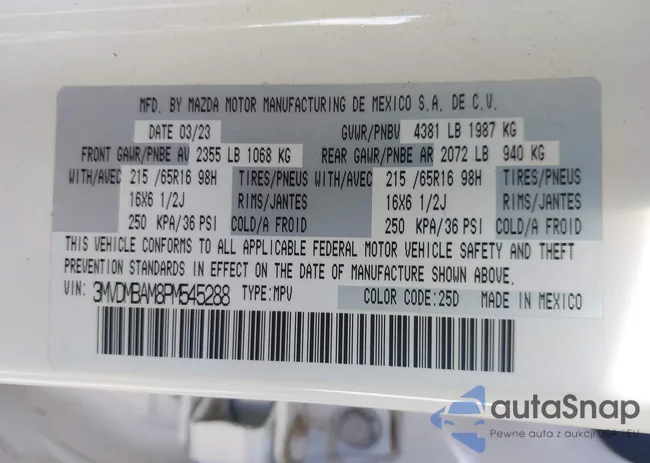 MFD. BY MAZDA MOTOR MANUFACTURING DE MEXICO S.A. DE C.V.
DATE 03/23 GVWR/PNBV 4381 LB 1987 KG
FRONT GAWR/PNBE AV 2355 LB 1068 KG REAR GAWR/PNBE AR 2072 LB 940 KG
WITH/AVEC 215 /65R16 98H TIRES/PNEUS WITH/AVEC 215 /65R16 98H TIRES/PNEUS
16X6 1/2J RIMS/JANTES 16X6 1/2J RIMS/JANTES
250 KPA/36 PSI COLD/A FROID 250 KPA/36 PSI COLD/A FROID
THIS VEHICLE CONFORMS TO ALL APPLICABLE FEDERAL MOTOR VEHICLE SAFETY AND THEFT
PREVENTION STANDARDS IN EFFECT ON THE DATE OF MANUFACTURE SHOWN ABOVE.
VIN: 3MVDMBAM8PM545288 TYPE:MPV COLOR CODE:25D MADE IN MEXICO
autaSnap
Pewne auta z aukcji USA i EU